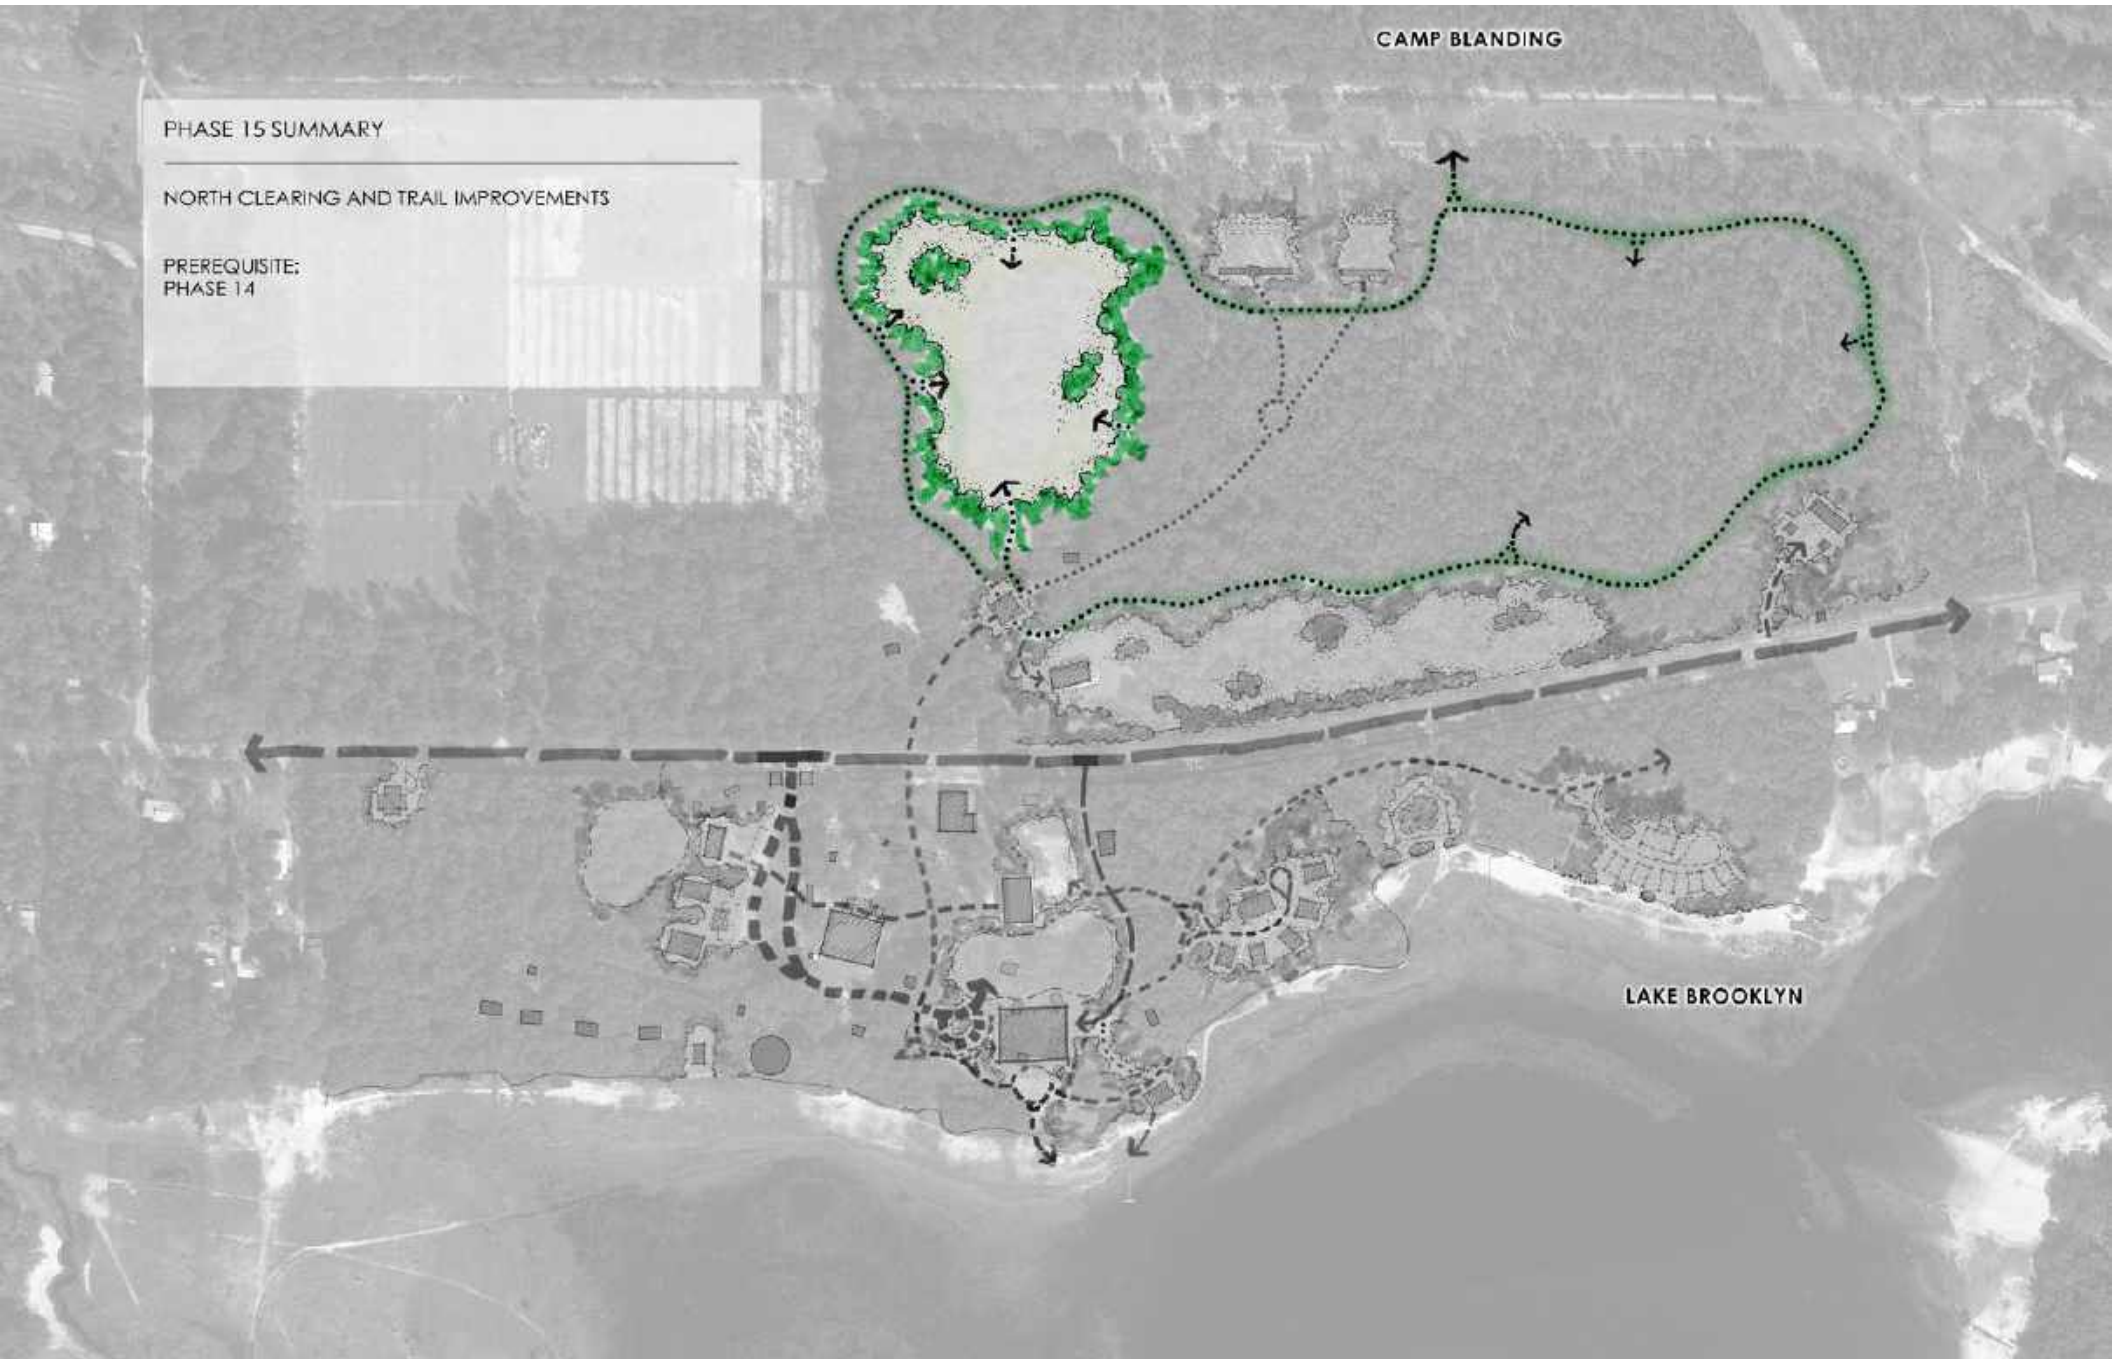 CAMP BLANDING
PHASE 15 SUMMARY
NORTH CLEARING AND TRAIL IMPROVEMENTS
PREREQUISITE:
PHASE 14
LAKE BROOKLYN